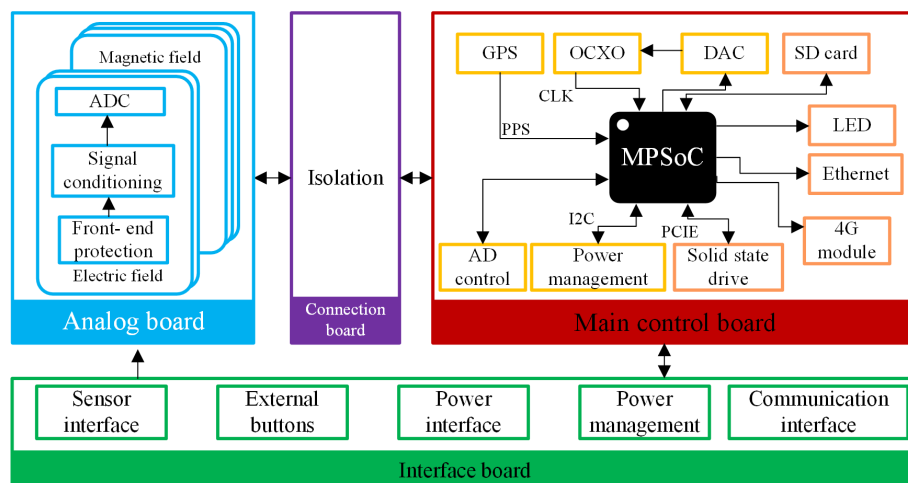 Magnetic field
ADC
Signal
conditioning
Front- end
protection
Electric field
Analog board
Isolation
Connection
board
GPS
OCXO
DAC
SD card
CLK
PPS
MPSoC
LED
Ethernet
4G
module
I2C
PCIE
AD
control
Power
management
Solid state
drive
Main control board
Sensor
interface
External
buttons
Power
interface
Power
management
Communication
interface
Interface board